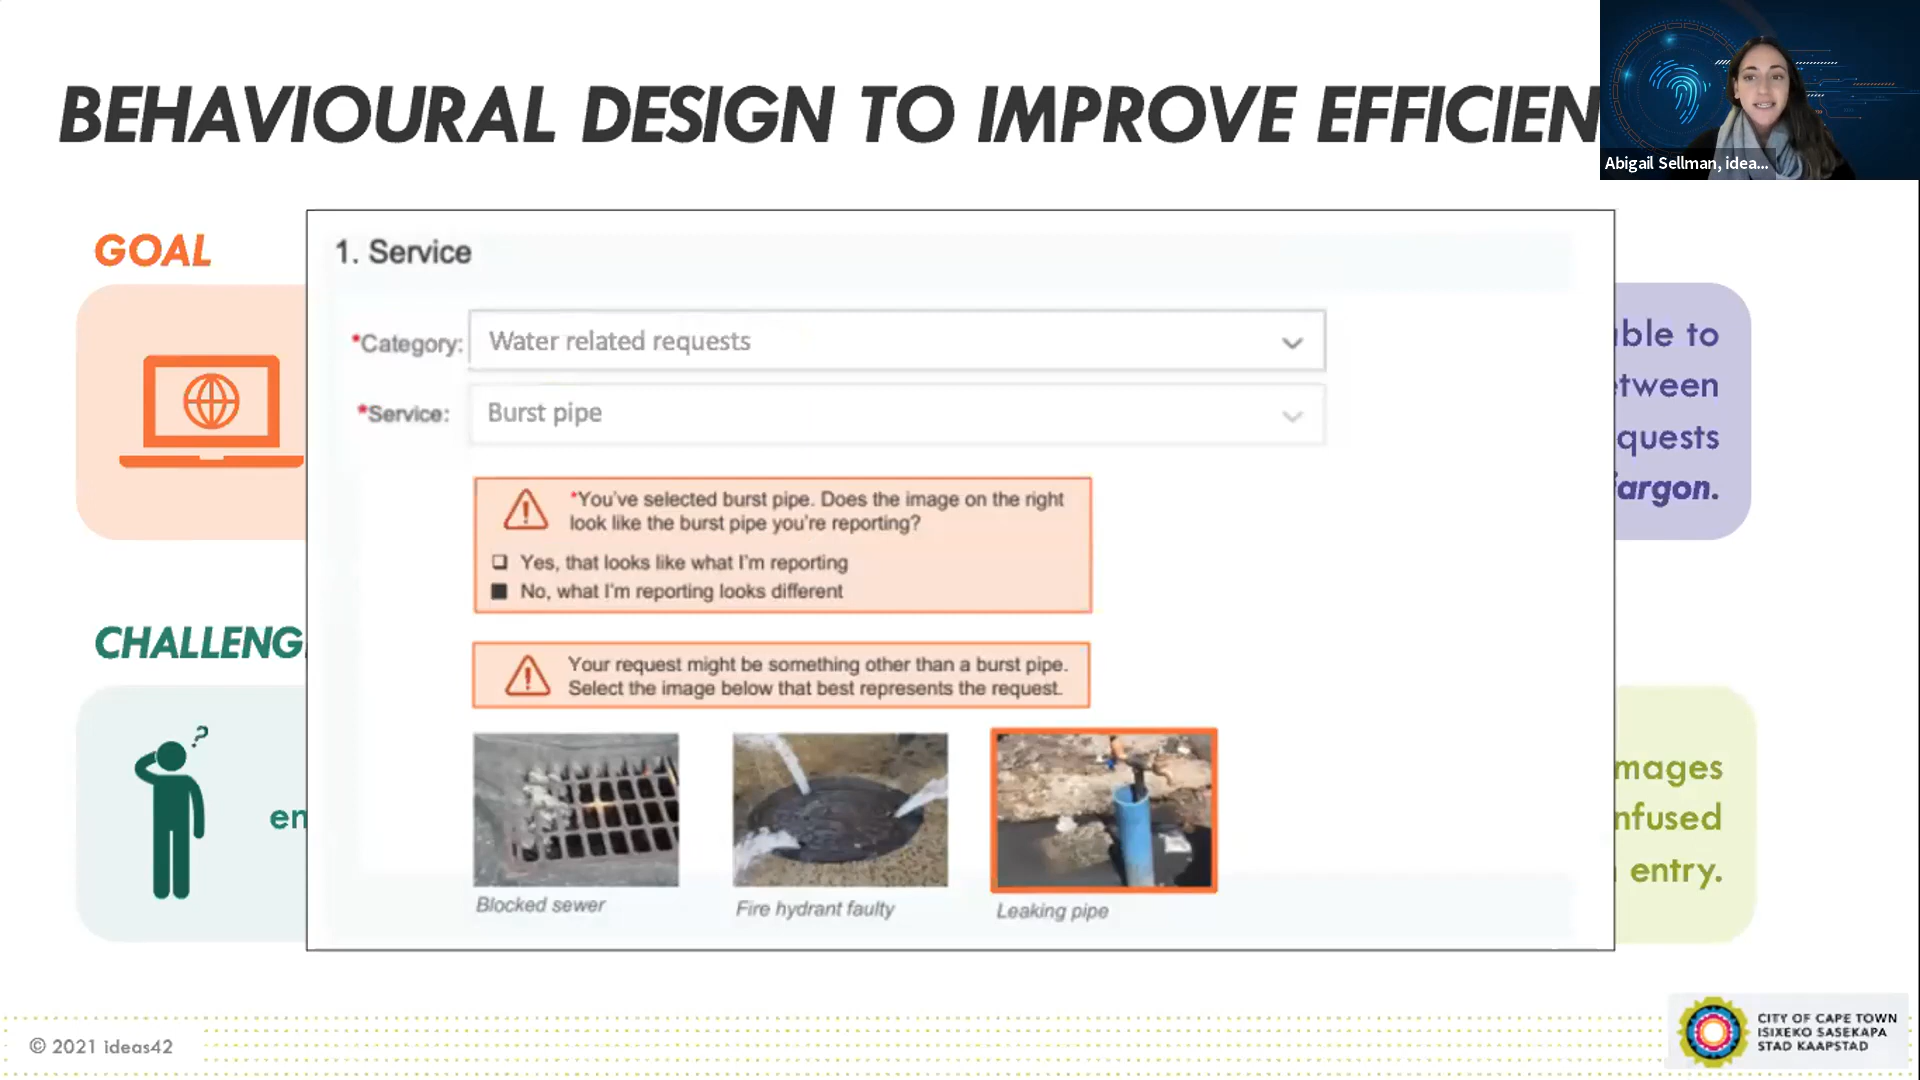 BEHAVIOURAL DESIGN TO IMPROVE EFFICIEN
Abigail Sellman, idea...
GOAL
1. Service
*Category: Water related requests
*Service: Burst pipe
*You've selected burst pipe. Does the image on the right
look like the burst pipe you're reporting?
Yes, that looks like what I'm reporting
No, what I'm reporting looks different
Your request might be something other than a burst pipe.
Select the image below that best represents the request.
Blocked sewer
Fire hydrant faulty
Leaking pipe
ble to
tween
quests
jargon.
CHALLENG
?
en
mages
nfused
entry.
© 2021 ideas42
CITY OF CAPE TOWN
ISIXEKO SASEKAPA
STAD KAAPSTAD